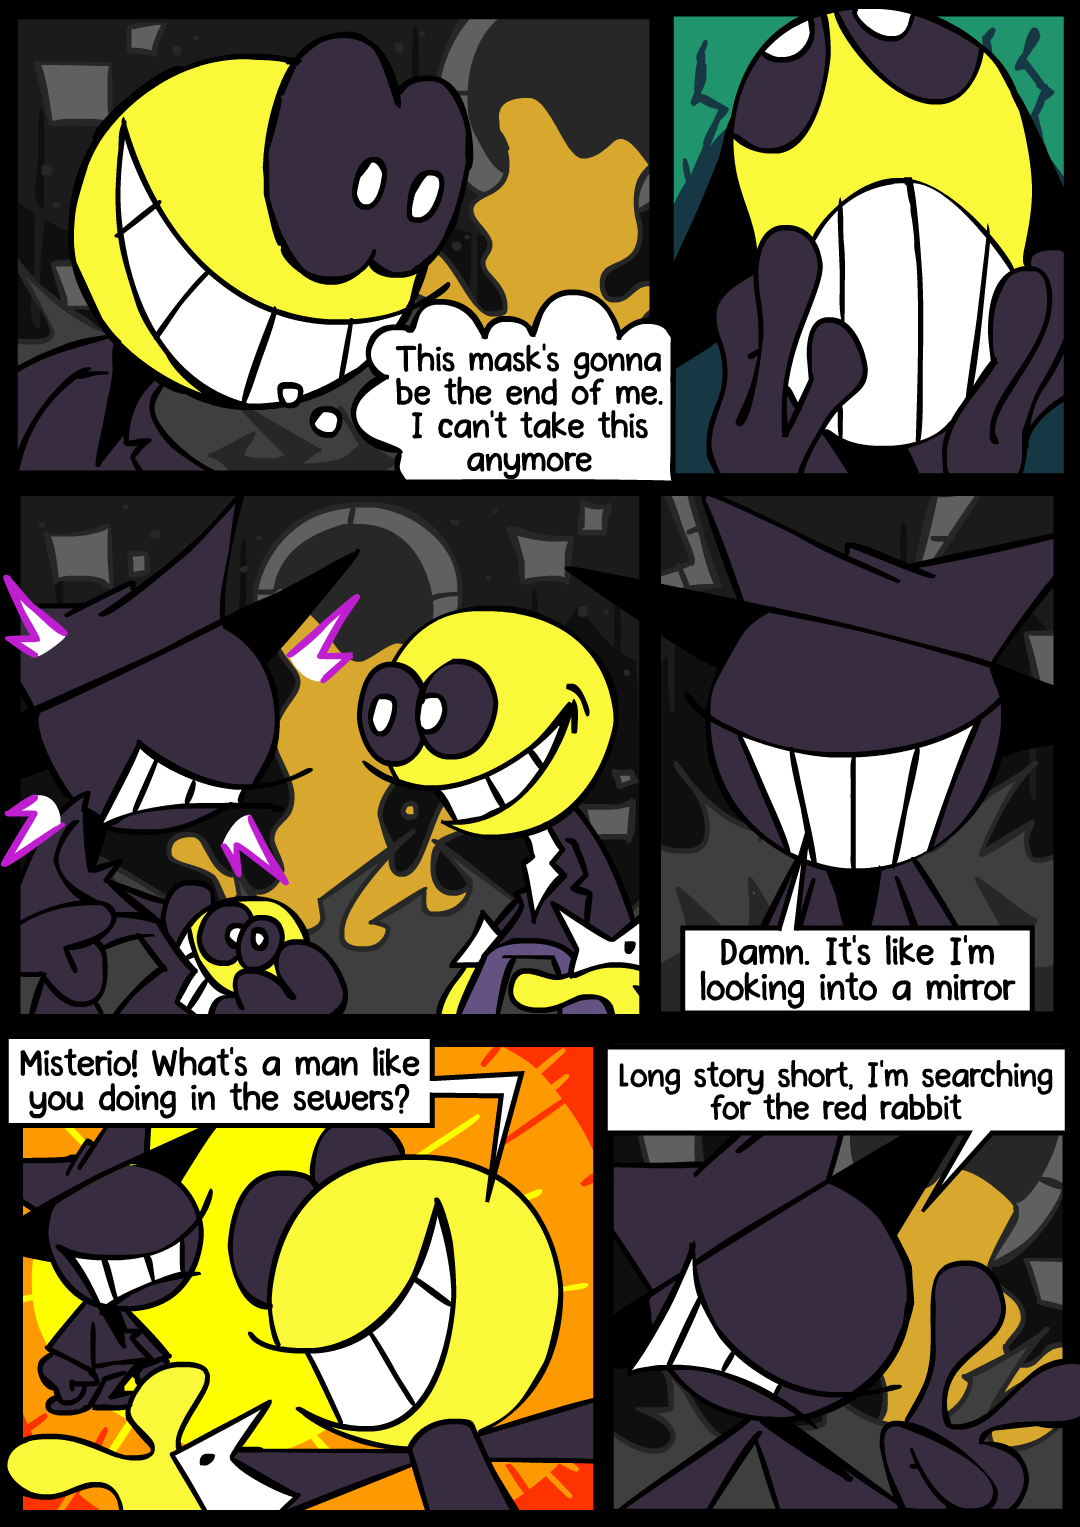 This mask's gonna
be the end of me.
I can't take this
anymore
Damn. It's like I'm
looking into a mirror
Misterio! What's a man like
you doing in the sewers?
Long story short, I'm searching
for the red rabbit